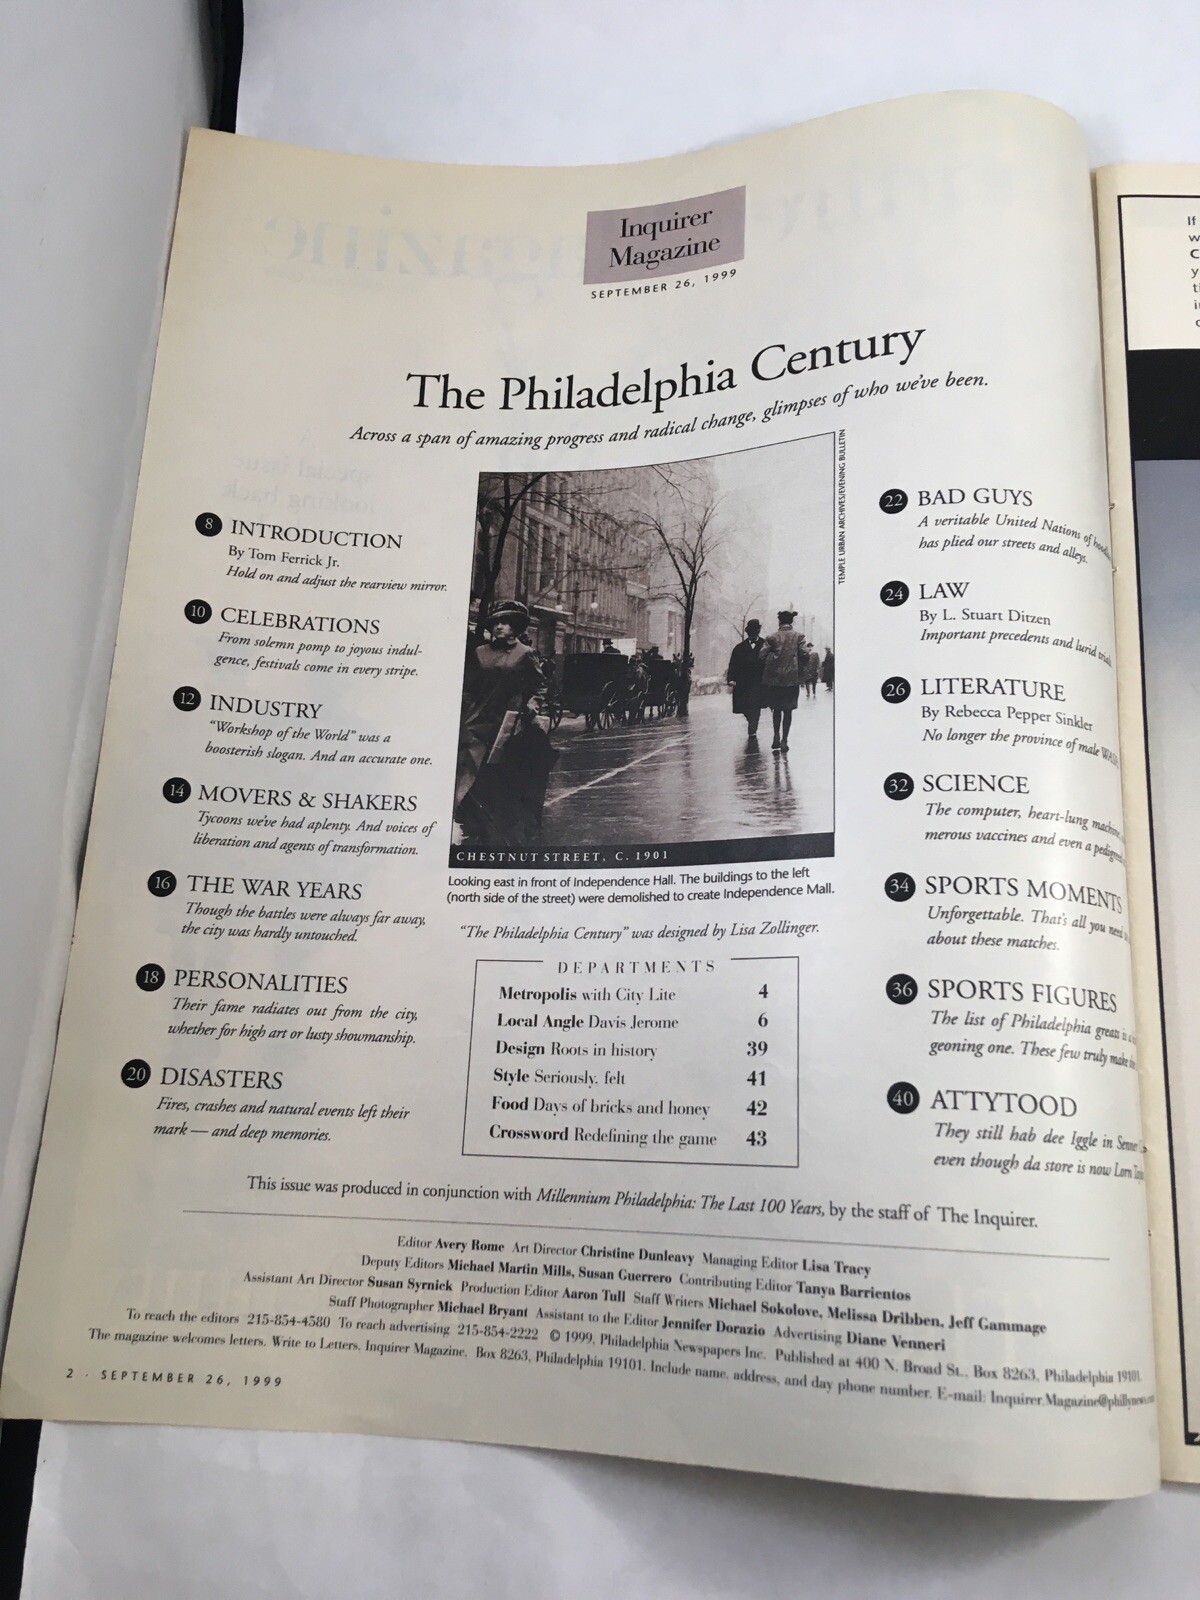 Inquirer
Magazine
SEPTEMBER 26, 1999
The Philadelphia Century
Across a span of amazing progress and radical change, glimpses of who we've been.
8 INTRODUCTION
By Tom Ferrick Jr.
Hold on and adjust the rearview mirror.
10 CELEBRATIONS
From solemn pomp to joyous indul-
gence, festivals come in every stripe.
12 INDUSTRY
"Workshop of the World" was a
boosterish slogan. And an accurate one.
14 MOVERS & SHAKERS
Tycoons we've had aplenty. And voices of
liberation and agents of transformation.
16 THE WAR YEARS
Though the battles were always far away,
the city was hardly untouched.
18 PERSONALITIES
Their fame radiates out from the city,
whether for high art or lusty showmanship.
20 DISASTERS
Fires, crashes and natural events left their
mark — and deep memories.
TEMPLE URBAN ARCHIVES/EVENING BULLETIN
CHESTNUT STREET, C. 1901
Looking east in front of Independence Hall. The buildings to the left
(north side of the street) were demolished to create Independence Mall.
"The Philadelphia Century" was designed by Lisa Zollinger.
DEPARTMENTS
Metropolis with City Lite 4
Local Angle Davis Jerome 6
Design Roots in history 39
Style Seriously, felt 41
Food Days of bricks and honey 42
Crossword Redefining the game 43
22 BAD GUYS
A veritable United Nations of
has plied our streets and alleys.
24 LAW
By L. Stuart Ditzen
Important precedents and lurid
26 LITERATURE
By Rebecca Pepper Sinkler
No longer the province of male
32 SCIENCE
The computer, heart-lung
merous vaccines and even a
34 SPORTS MOMENTS
Unforgettable. That's all you need
about these matches.
36 SPORTS FIGURES
The list of Philadelphia greats is a
geoning one. These few truly make
40 ATTYTOOD
They still hab dee Iggle in
even though da store is now Lorn
This issue was produced in conjunction with Millennium Philadelphia: The Last 100 Years, by the staff of The Inquirer.
Editor Avery Rome Art Director Christine Dunleavy Managing Editor Lisa Tracy
Deputy Editors Michael Martin Mills, Susan Guerrero Contributing Editor Tanya Barrientos
Assistant Art Director Susan Syrnick Production Editor Aaron Tull Staff Writers Michael Sokolove, Melissa Dribben, Jeff Gammage
Staff Photographer Michael Bryant Assistant to the Editor Jennifer Dorazio Advertising Diane Venneri
To reach the editors 215-854-4580 To reach advertising 215-854-2222 © 1999, Philadelphia Newspapers Inc. Published at 400 N. Broad St., Box 8263, Philadelphia 19101.
The magazine welcomes letters. Write to Letters, Inquirer Magazine, Box 8263, Philadelphia 19101. Include name, address, and day phone number. E-mail:
2 · SEPTEMBER 26, 1999
If